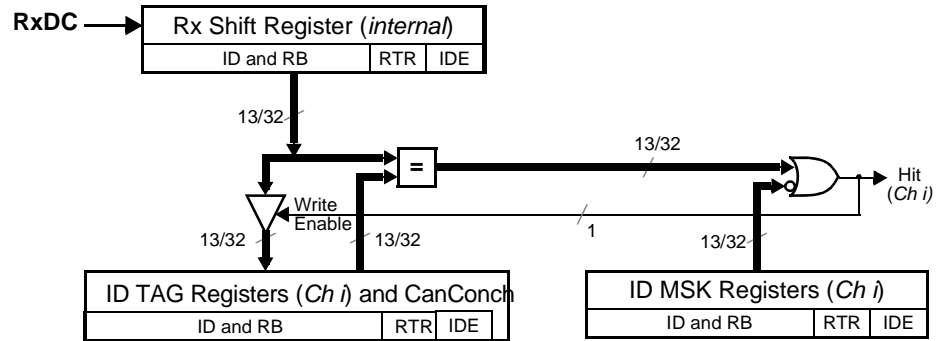 RxDC
Rx Shift Register (internal)
ID and RB RTR IDE
13/32
=
13/32
Hit
(Ch i)
Write
Enable
1
13/32
13/32
13/32
ID TAG Registers (Ch i) and CanConch
ID and RB RTR IDE
ID MSK Registers (Ch i)
ID and RB RTR IDE